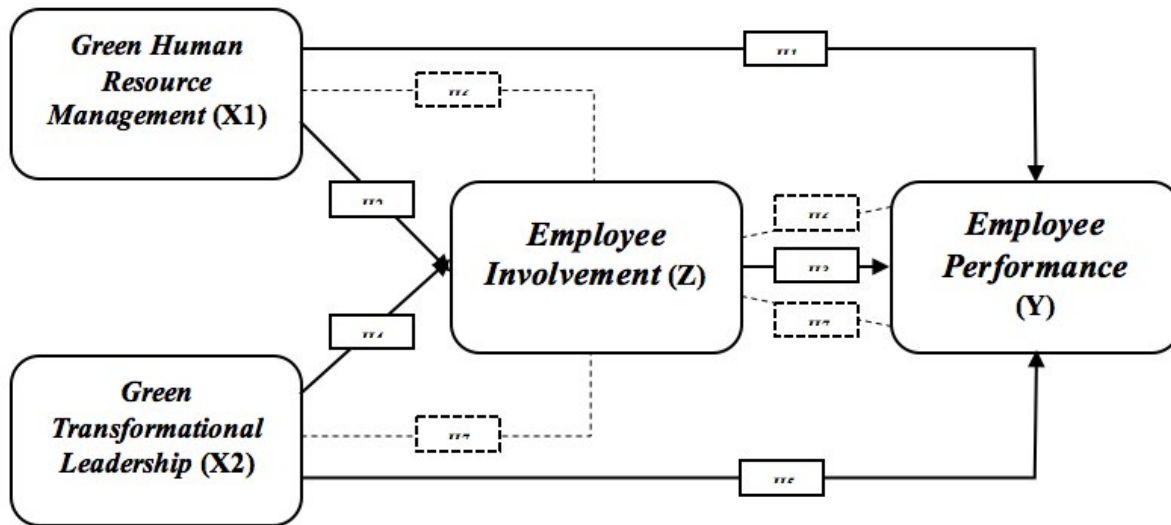 Green Human
Resource
Management (X1)
Employee
Involvement (Z)
Employee
Performance
(Y)
Green
Transformational
Leadership (X2)